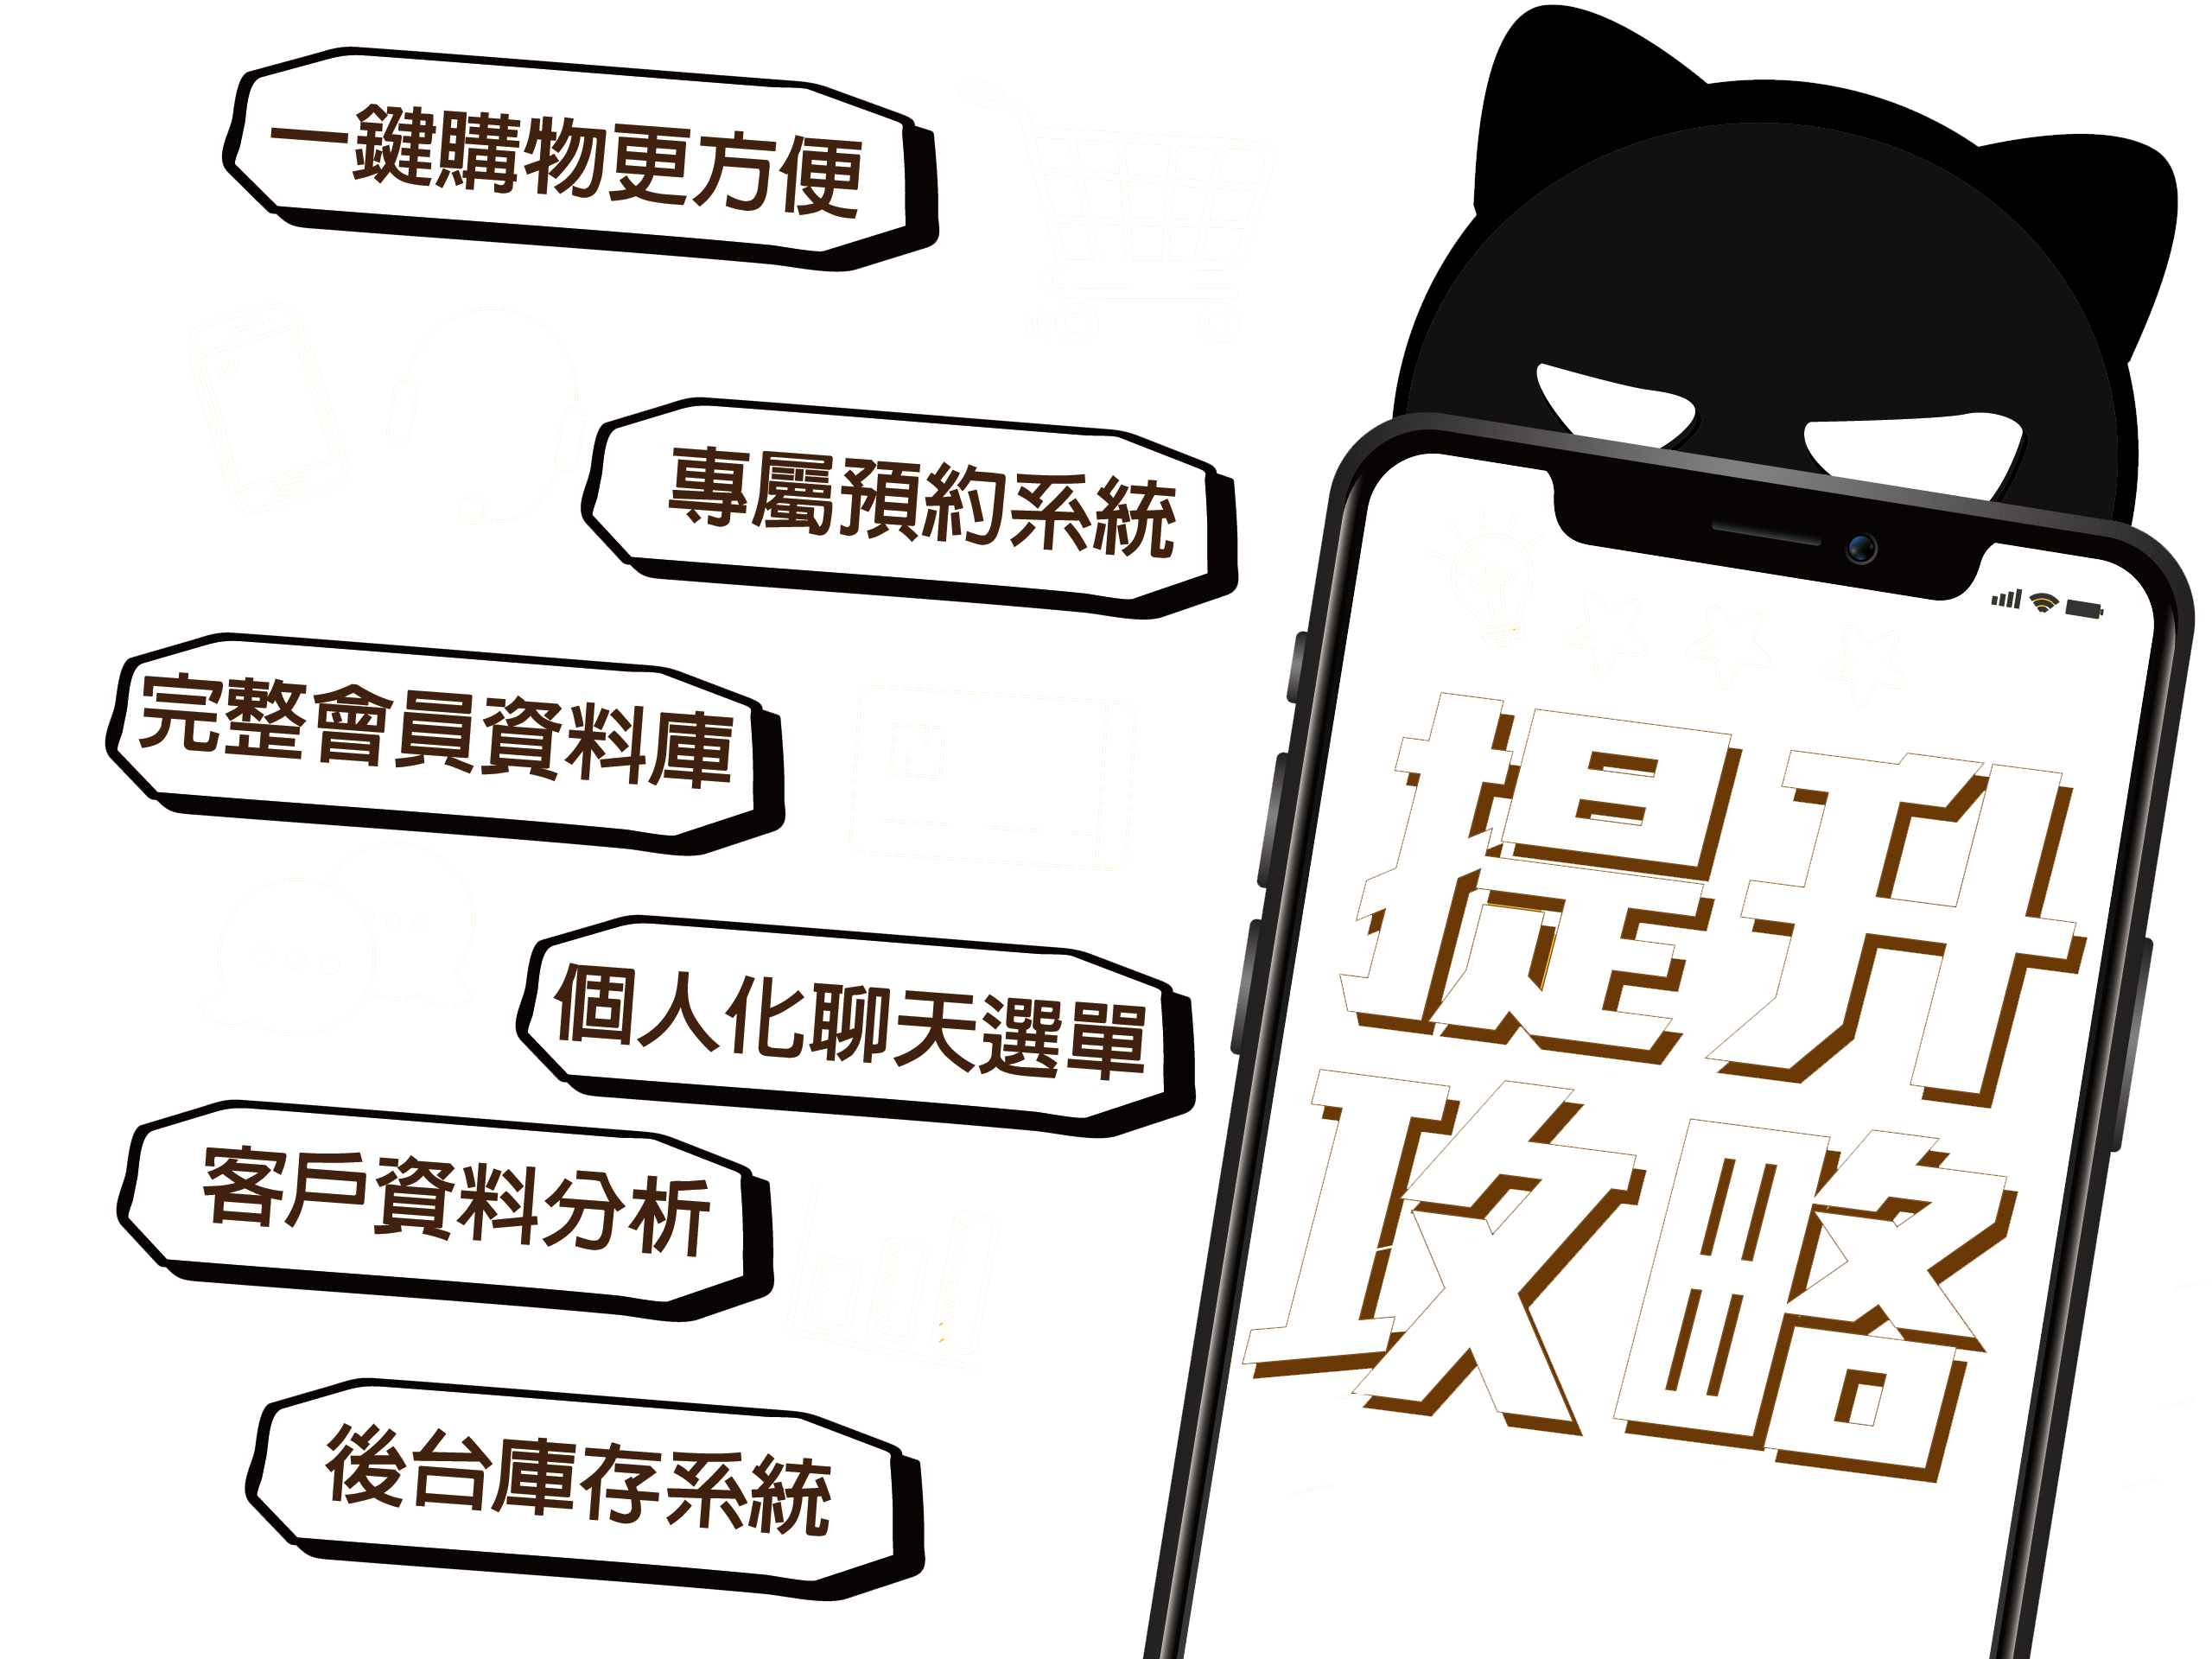 一鍵購物更方便
專屬預約系統
完整會員資料庫
個人化聊天選單
客戶資料分析
後台庫存系統
提升
攻略